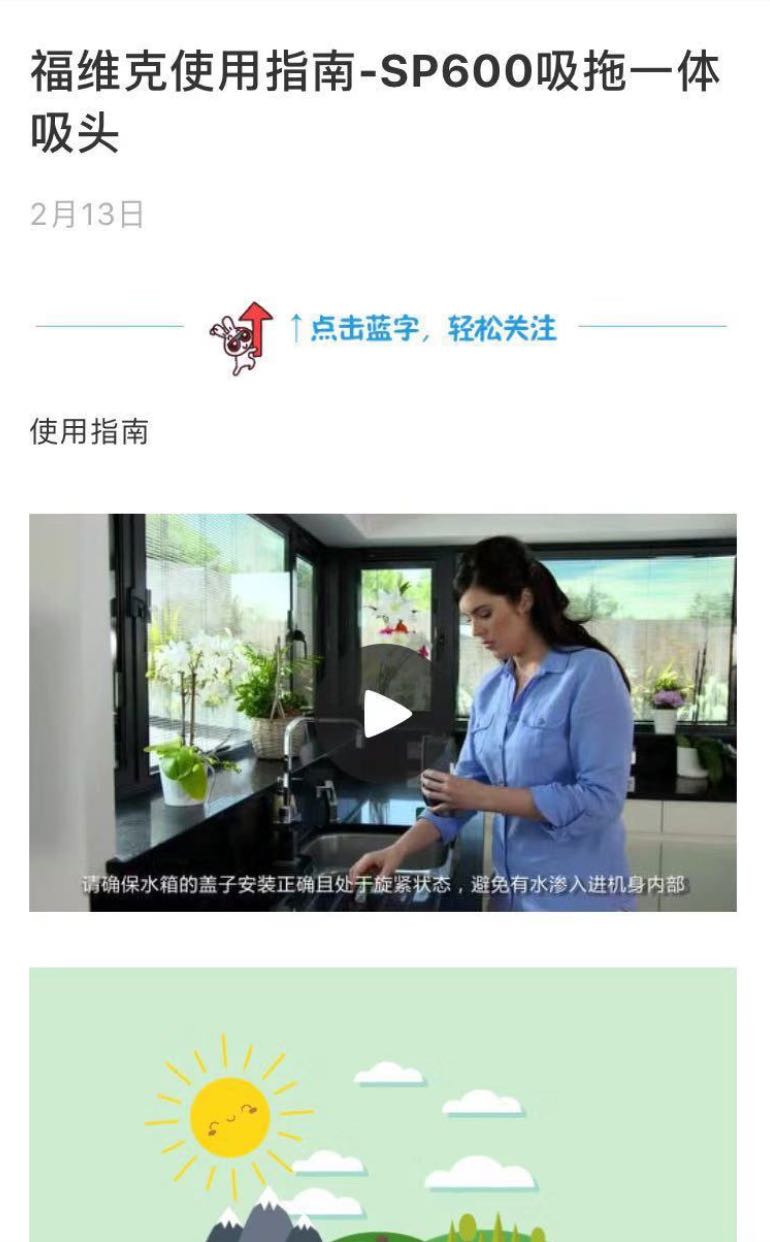 福维克使用指南-SP600吸拖一体
吸头
2月13日
↑点击蓝字，轻松关注
使用指南
请确保水箱的盖子安装正确且处于旋紧状态，避免有水渗入进机身内部